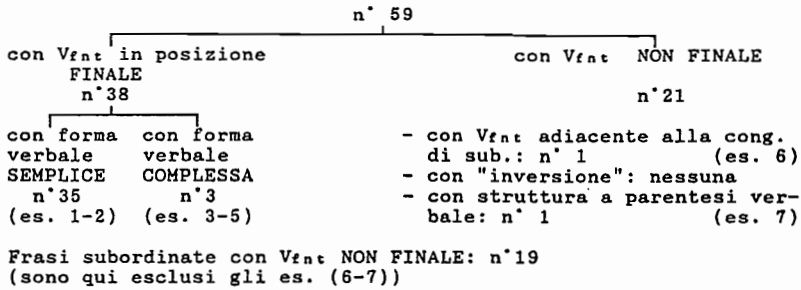 n˙ 59
con Vfnt in posizione con Vfnt NON FINALE
FINALE
n˙38 n˙21
con forma con forma - con Vfnt adiacente alla cong.
verbale verbale di sub.: n˙ 1 (es. 6)
SEMPLICE COMPLESSA - con "inversione": nessuna
n˙35 n˙3 - con struttura a parentesi ver-
(es. 1-2) (es. 3-5) bale: n˙ 1 (es. 7)
Frasi subordinate con Vfnt NON FINALE: n˙19
(sono qui esclusi gli es. (6-7))